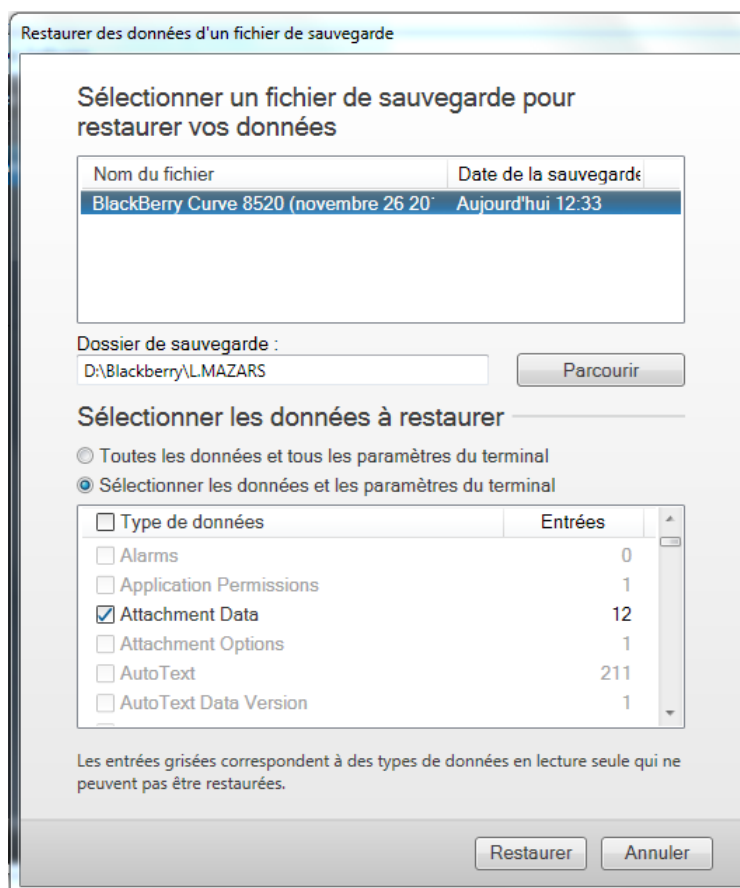 Restaurer des données d'un fichier de sauvegarde
Sélectionner un fichier de sauvegarde pour
restaurer vos données
Nom du fichier Date de la sauvegarde
BlackBerry Curve 8520 (novembre 26 20 Aujourd'hui 12:33
Dossier de sauvegarde :
D:\Blackberry\L.MAZARS Parcourir
Sélectionner les données à restaurer
Toutes les données et tous les paramètres du terminal
Sélectionner les données et les paramètres du terminal
Type de données Entrées
Alarms 0
Application Permissions 1
Attachment Data 12
Attachment Options 1
AutoText 211
AutoText Data Version 1
Les entrées grisées correspondent à des types de données en lecture seule qui ne
peuvent pas être restaurées.
Restaurer Annuler